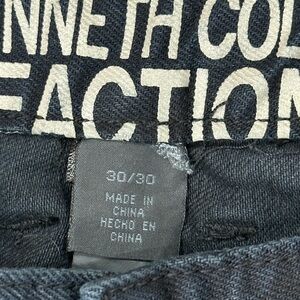 NNETH COL
EACTION
30/30
MADE IN
CHINA
HECHO EN
CHINA